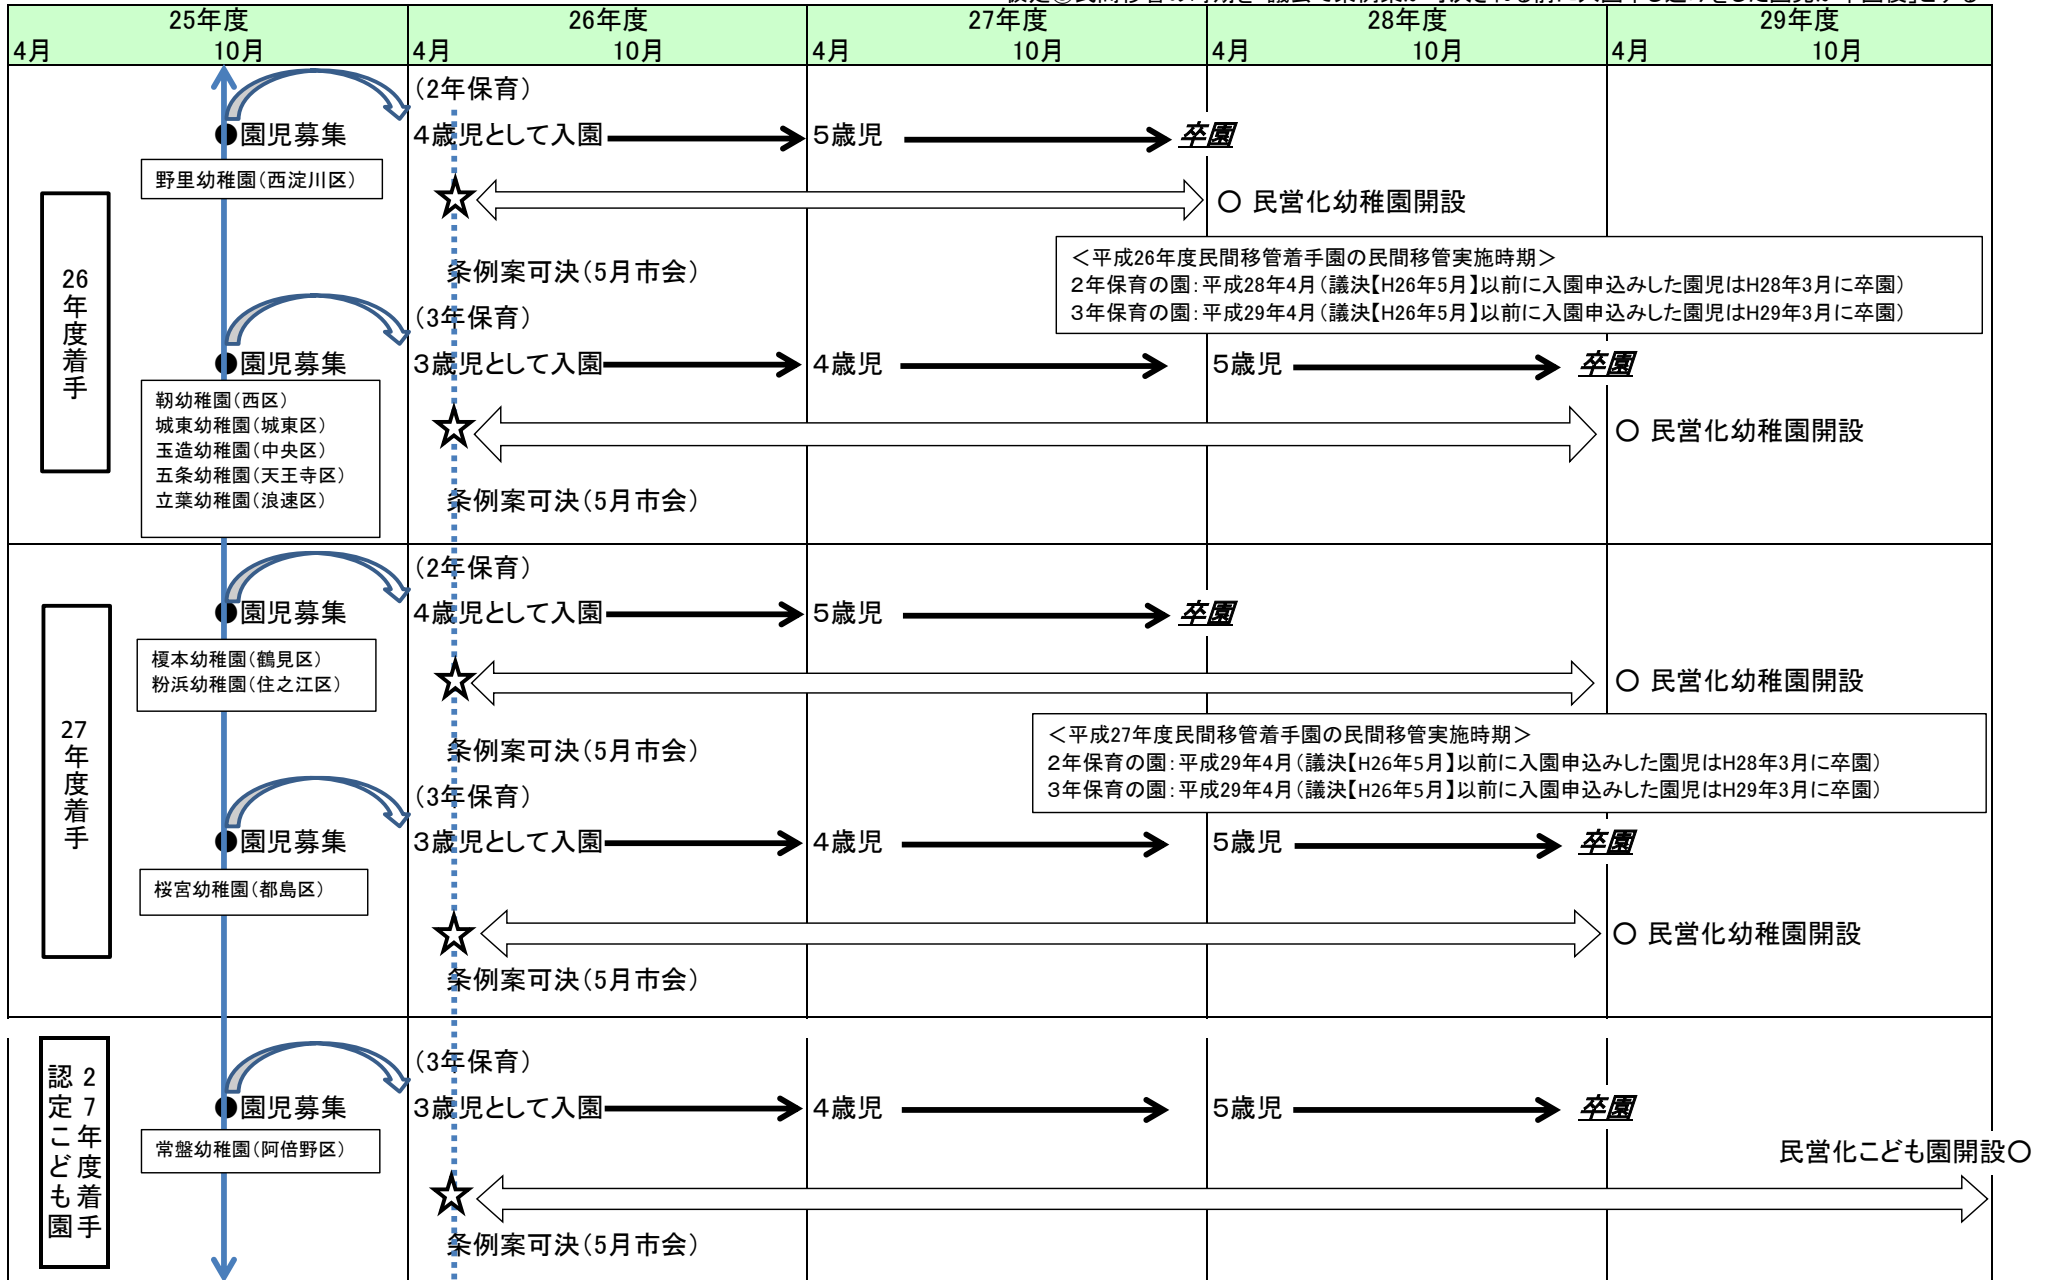 25年度 26年度 27年度 28年度 29年度
4月 10月 4月 10月 4月 10月 4月 10月 4月 10月
26年度着手
(2年保育)
●園児募集 4歳児として入園 5歳児 卒園
野里幼稚園(西淀川区)
☆ ○ 民営化幼稚園開設
条例案可決(5月市会)
<平成26年度民間移管着手園の民間移管実施時期>
2年保育の園:平成28年4月(議決【H26年5月】以前に入園申込みした園児はH28年3月に卒園)
3年保育の園:平成29年4月(議決【H26年5月】以前に入園申込みした園児はH29年3月に卒園)
(3年保育)
●園児募集 3歳児として入園 4歳児 5歳児 卒園
靭幼稚園(西区)
城東幼稚園(城東区)
玉造幼稚園(中央区)
五条幼稚園(天王寺区)
立葉幼稚園(浪速区)
☆ ○ 民営化幼稚園開設
条例案可決(5月市会)
27年度着手
(2年保育)
●園児募集 4歳児として入園 5歳児 卒園
榎本幼稚園(鶴見区)
粉浜幼稚園(住之江区)
☆ ○ 民営化幼稚園開設
条例案可決(5月市会)
<平成27年度民間移管着手園の民間移管実施時期>
2年保育の園:平成29年4月(議決【H26年5月】以前に入園申込みした園児はH28年3月に卒園)
3年保育の園:平成29年4月(議決【H26年5月】以前に入園申込みした園児はH29年3月に卒園)
(3年保育)
●園児募集 3歳児として入園 4歳児 5歳児 卒園
桜宮幼稚園(都島区)
☆ ○ 民営化幼稚園開設
条例案可決(5月市会)
27年度着手
認定こども園
(3年保育)
●園児募集 3歳児として入園 4歳児 5歳児 卒園
常盤幼稚園(阿倍野区)
民営化こども園開設○
☆
条例案可決(5月市会)